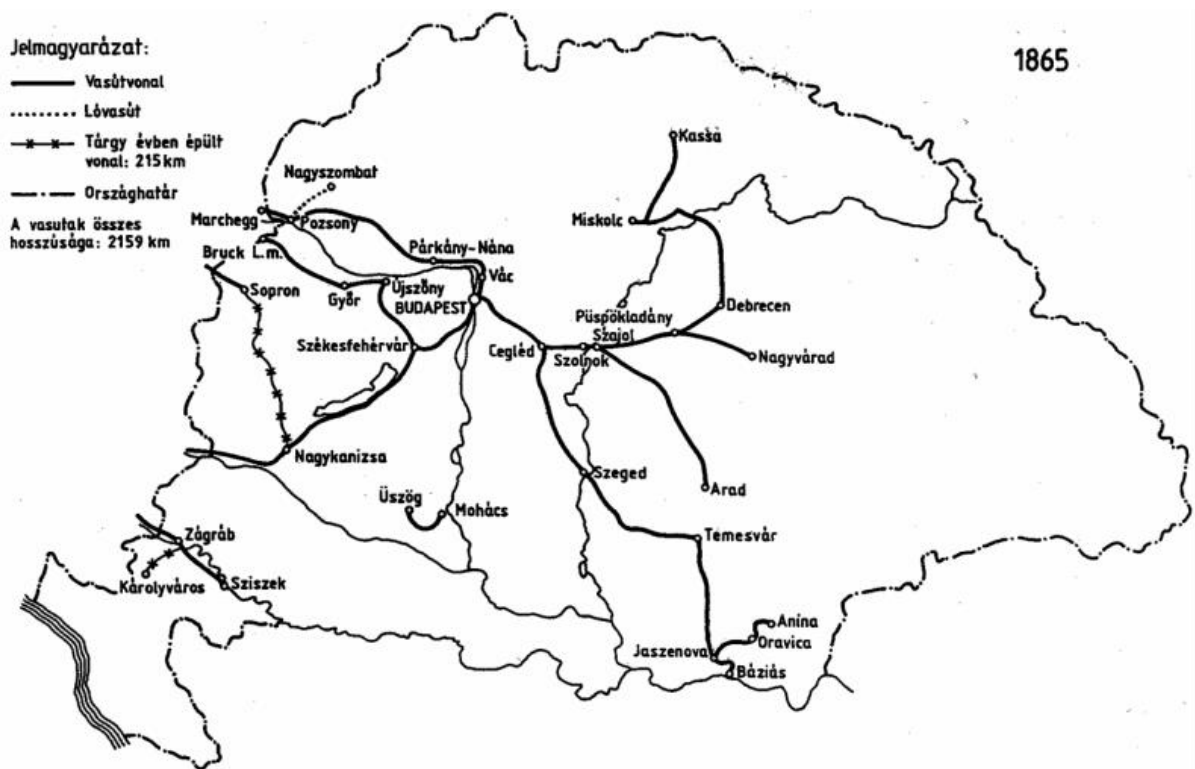 Jelmagyarázat:
Vasútvonal
Lóvasút
Tárgy évben épült
vonal: 215 km
Országhatár
A vasutak összes
hosszúsága: 2159 km
1865
Kassa
Nagyszombat
Marchegg
Pozsony
Miskolc
Bruck L.m.
Párkány-Nána
Vác
Sopron
Győr
Újszőny
BUDAPEST
Debrecen
Püspökladány
Szajol
Székesfehérvár
Cegléd
Szolnok
Nagyvárad
Nagykanizsa
Szeged
Arad
Üszög
Mohács
Temesvár
Zágráb
Károlyváros
Sziszek
Anina
Oravica
Jaszenova
Báziás